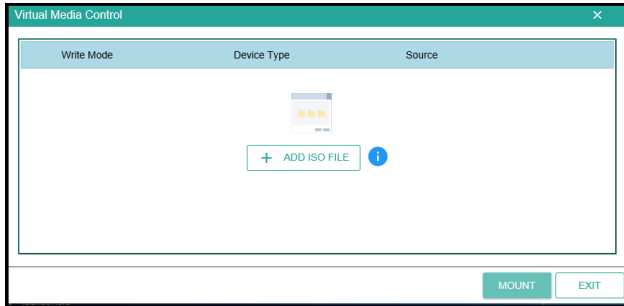 Virtual Media Control
Write Mode Device Type Source
+ ADD ISO FILE i
MOUNT EXIT